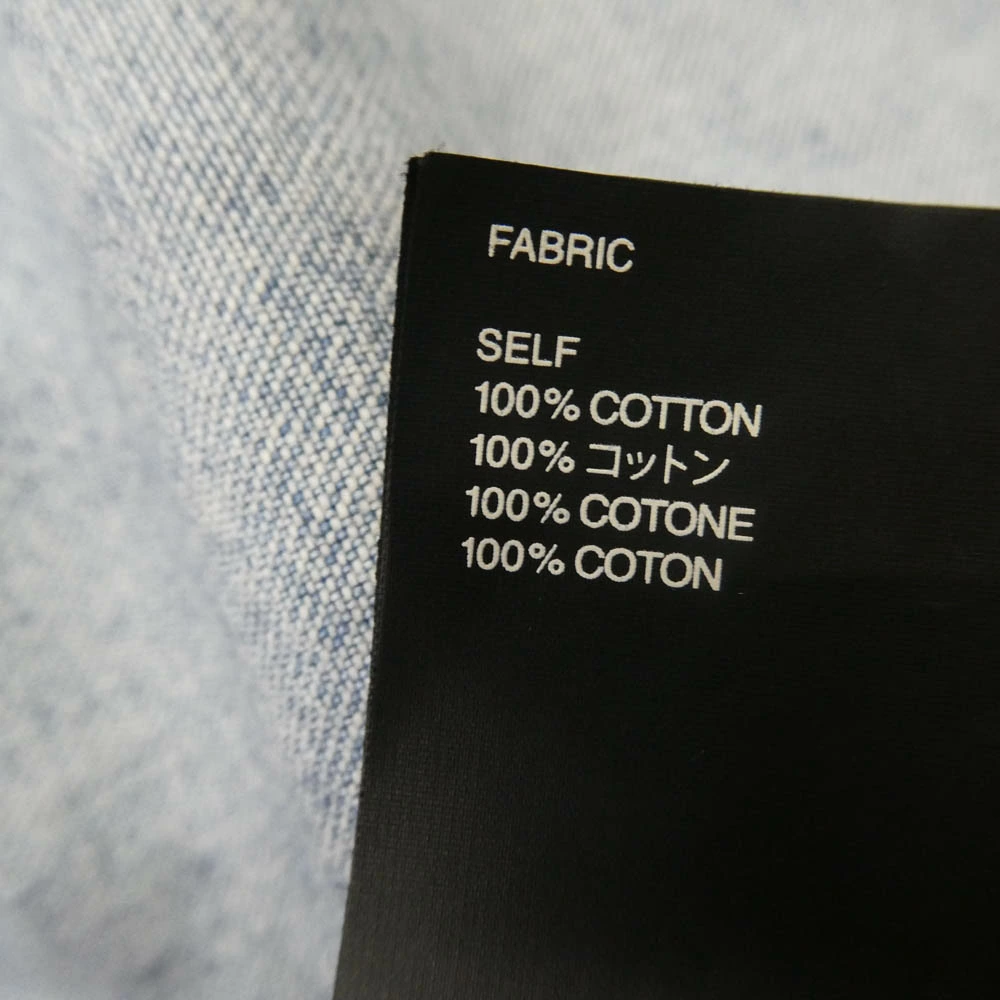 FABRIC
SELF
100% COTTON
100% コットン
100% COTONE
100% COTON